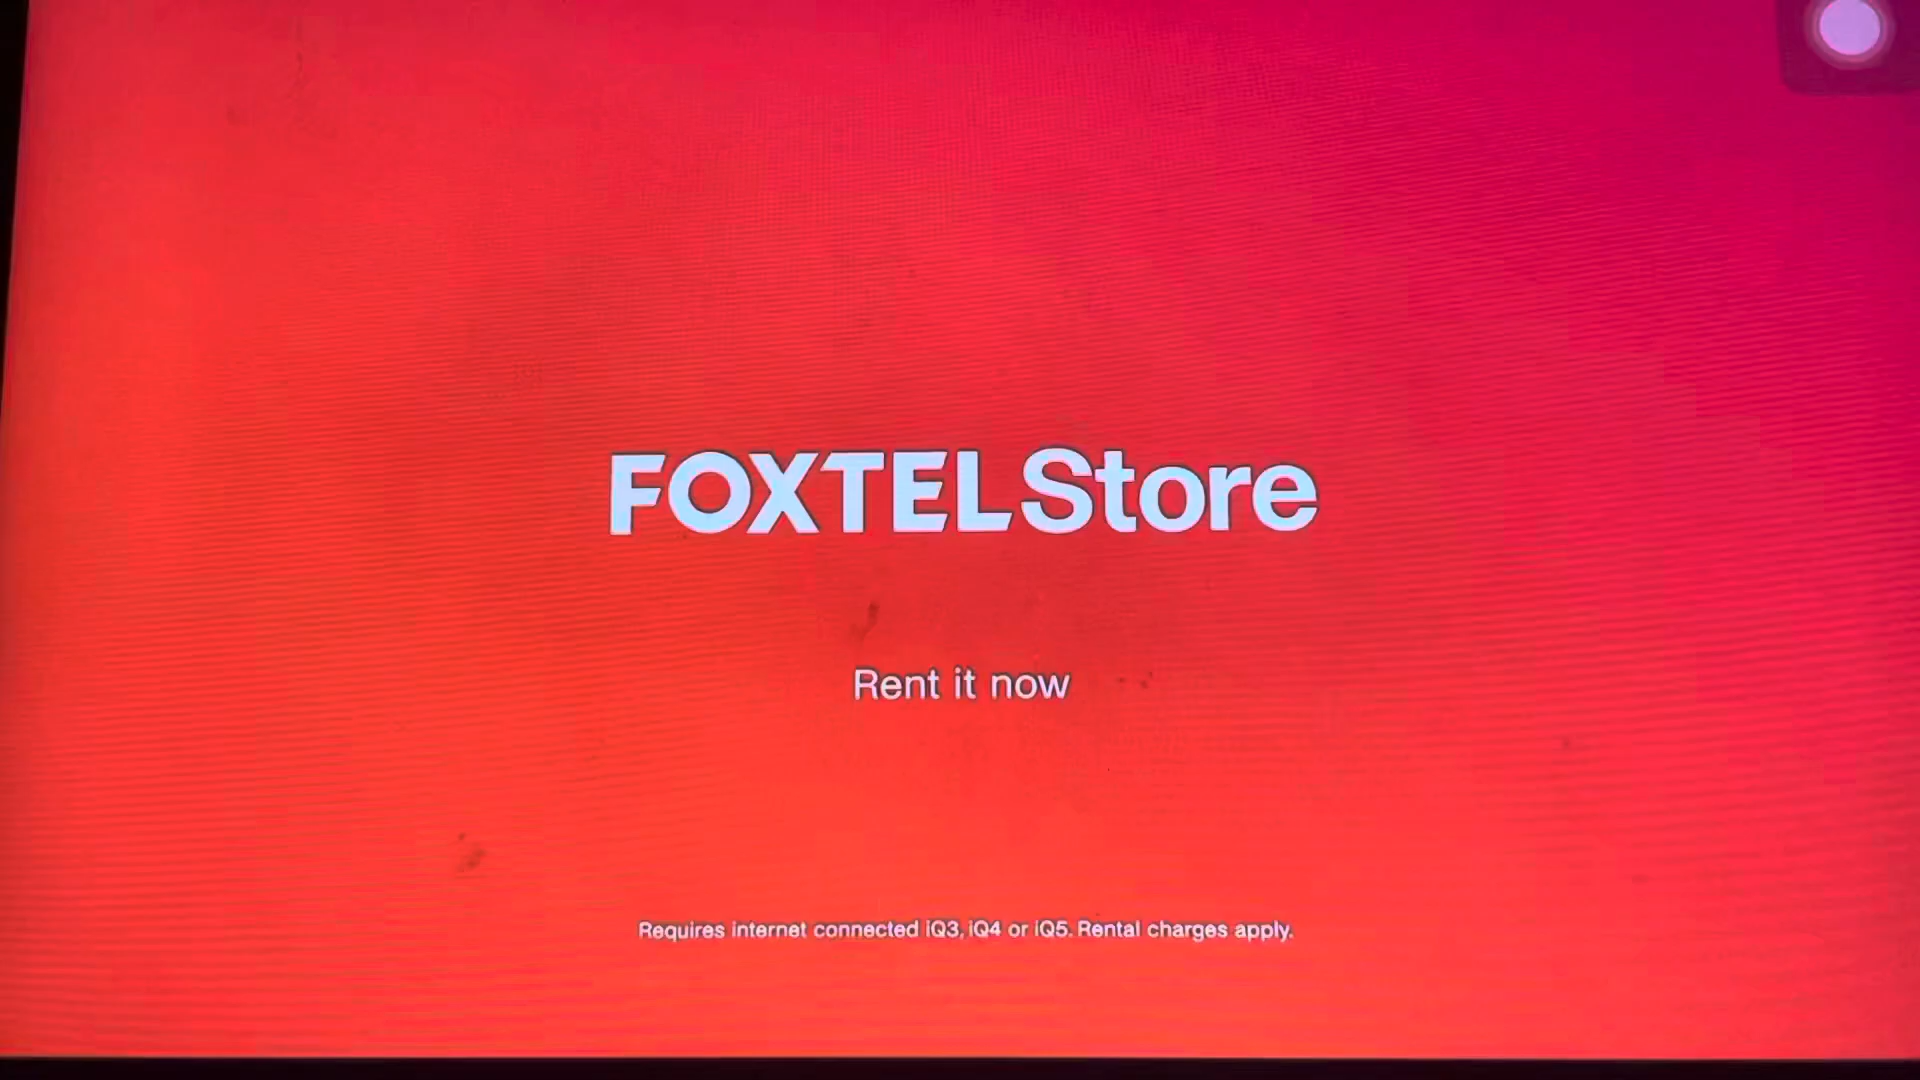 FOXTEL Store
Rent it now
Requires internet connected iQ3, iQ4 or iQ5. Rental charges apply.